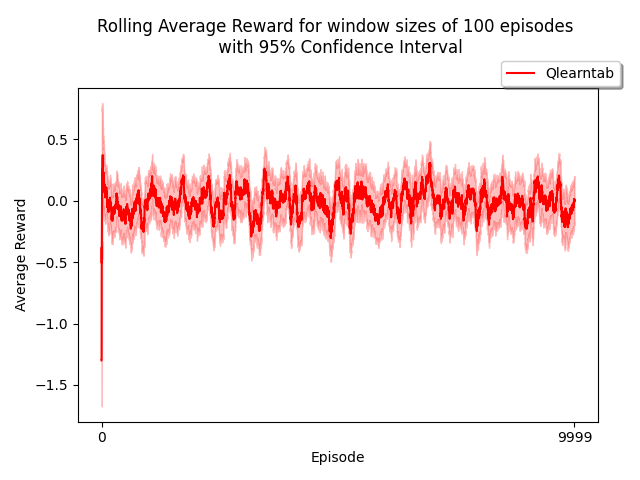 Rolling Average Reward for window sizes of 100 episodes
with 95% Confidence Interval
Qlearntab
Average Reward
0.5
0.0
−0.5
−1.0
−1.5
0
9999
Episode